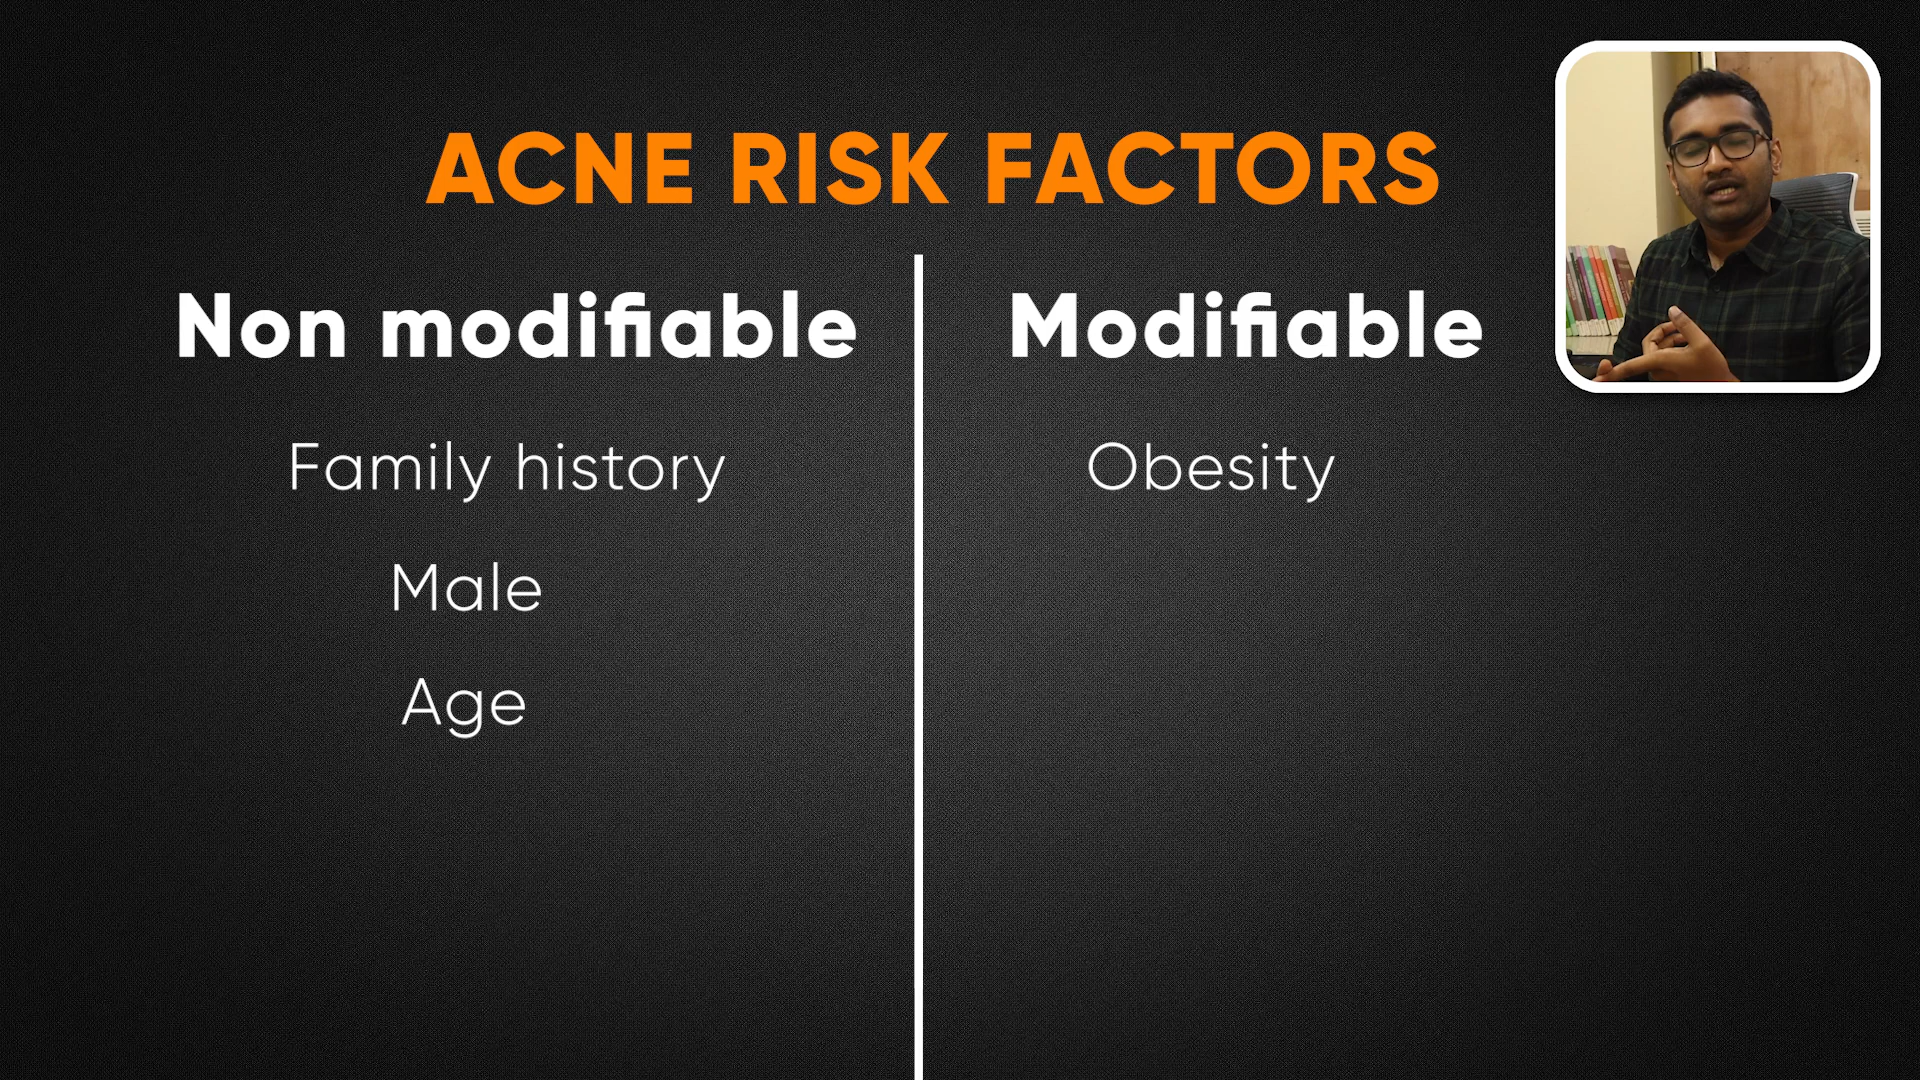 ACNE RISK FACTORS
Non modifiable
Family history
Male
Age
Modifiable
Obesity